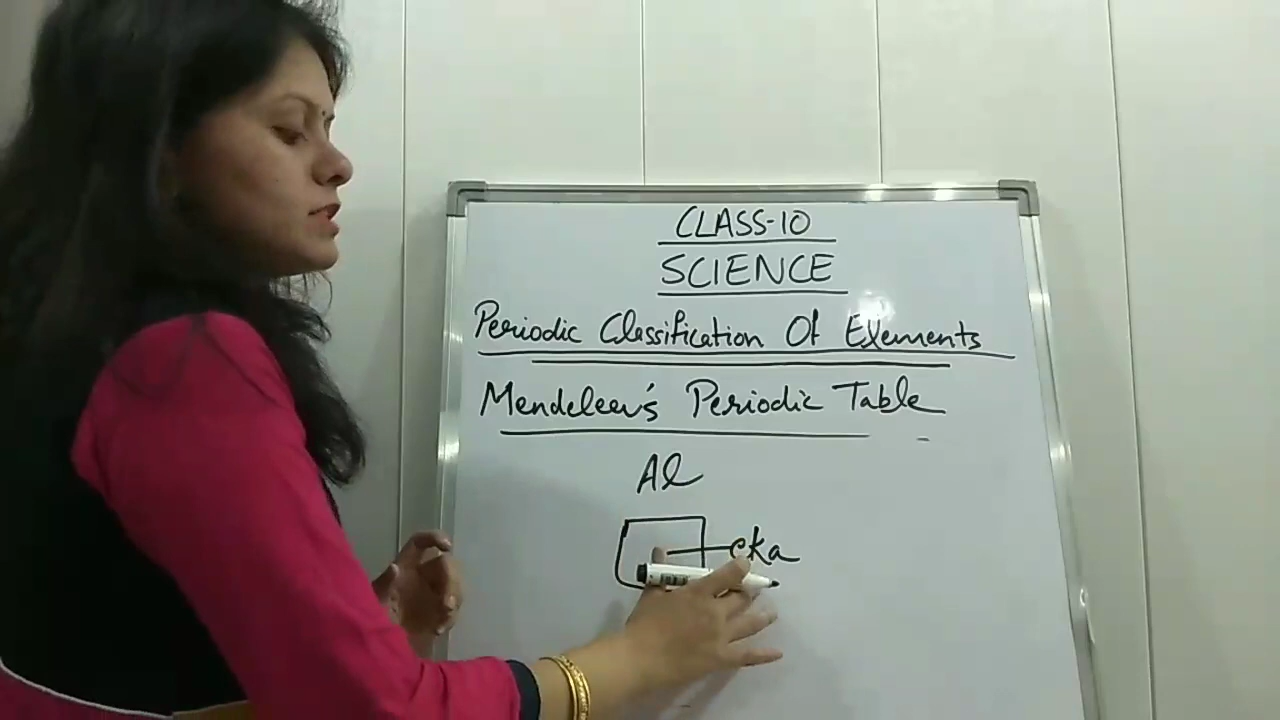 CLASS-10
SCIENCE
Periodic Classification Of Elements
Mendeleev's Periodic Table
Al
eka